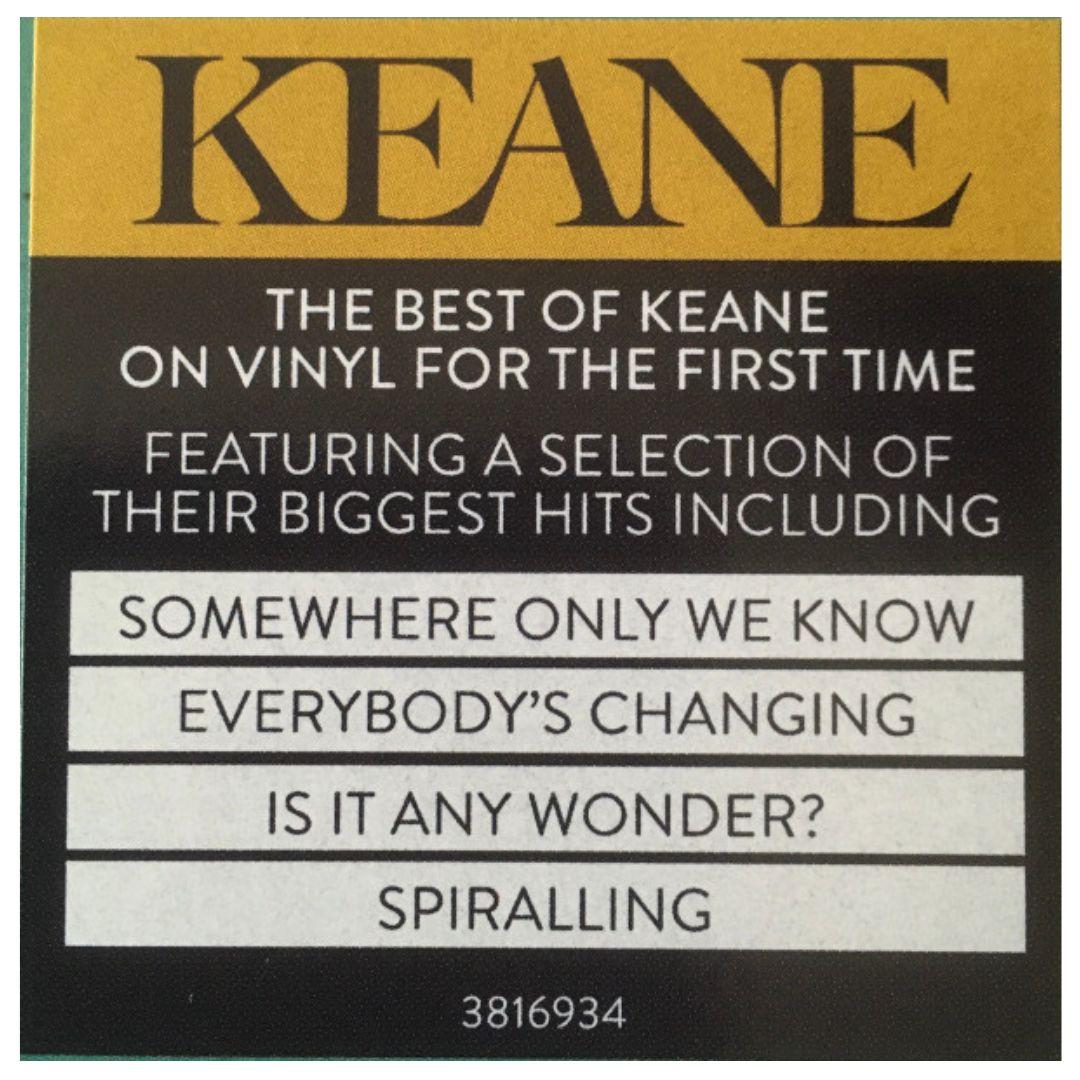 KEANE
THE BEST OF KEANE
ON VINYL FOR THE FIRST TIME
FEATURING A SELECTION OF
THEIR BIGGEST HITS INCLUDING
SOMEWHERE ONLY WE KNOW
EVERYBODY'S CHANGING
IS IT ANY WONDER?
SPIRALLING
3816934